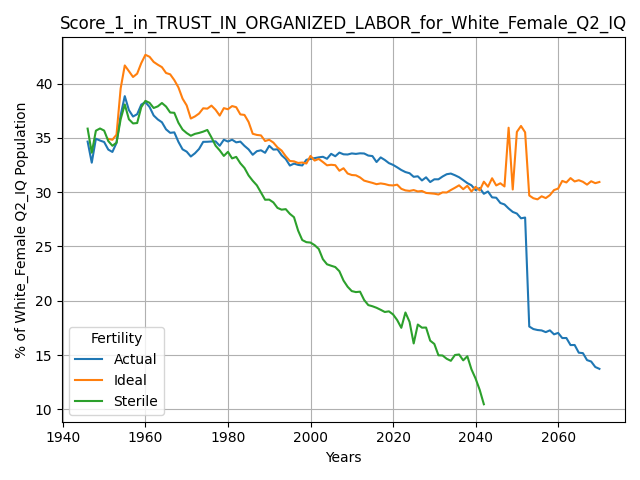 Score_1_in_TRUST_IN_ORGANIZED_LABOR_for_White_Female_Q2_IQ
% of White_Female Q2_IQ Population
40
35
30
25
20
15
10
Fertility
Actual
Ideal
Sterile
1940
1960
1980
2000
2020
2040
2060
Years